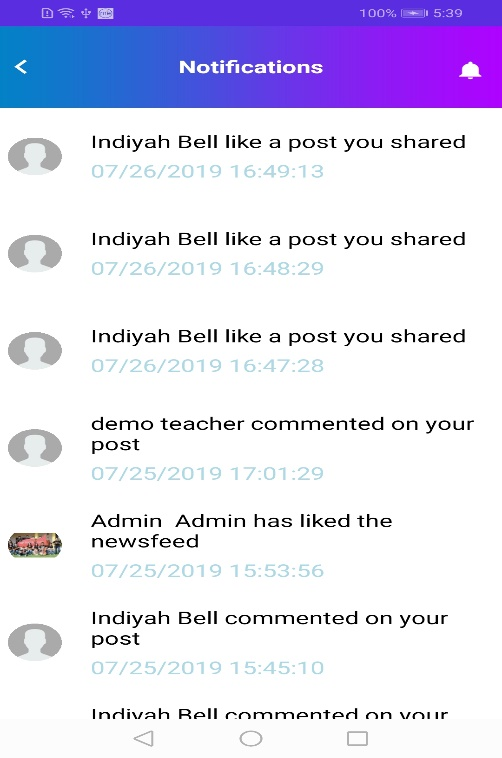 100% 5:39
Notifications
Indiyah Bell like a post you shared
07/26/2019 16:49:13
Indiyah Bell like a post you shared
07/26/2019 16:48:29
Indiyah Bell like a post you shared
07/26/2019 16:47:28
demo teacher commented on your
post
07/25/2019 17:01:29
Admin  Admin has liked the
newsfeed
07/25/2019 15:53:56
Indiyah Bell commented on your
post
07/25/2019 15:45:10
Indiyah Bell commented on your